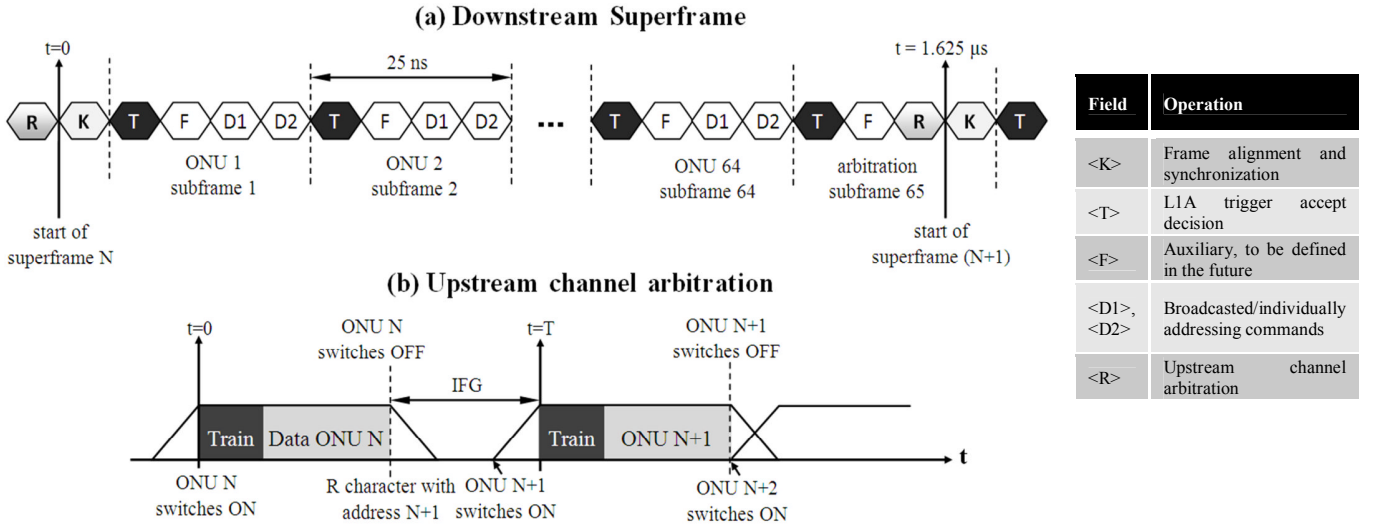 (a) Downstream Superframe
t=0
25 ns
t = 1.625 μs
R K T F D1 D2 T F D1 D2 ... T F D1 D2 T F R K T
ONU 1
subframe 1
ONU 2
subframe 2
ONU 64
subframe 64
arbitration
subframe 65
start of
superframe N
start of
superframe (N+1)
Field Operation
<K> Frame alignment and
synchronization
<T> L1A trigger accept
decision
<F> Auxiliary, to be defined
in the future
<D1>,
<D2>
Broadcasted/individually
addressing commands
<R> Upstream channel
arbitration
(b) Upstream channel arbitration
t=0
ONU N
switches OFF
t=T
ONU N+1
switches OFF
IFG
Train Data ONU N
Train ONU N+1
t
ONU N
switches ON
R character with
address N+1
ONU N+1
switches ON
ONU N+2
switches ON